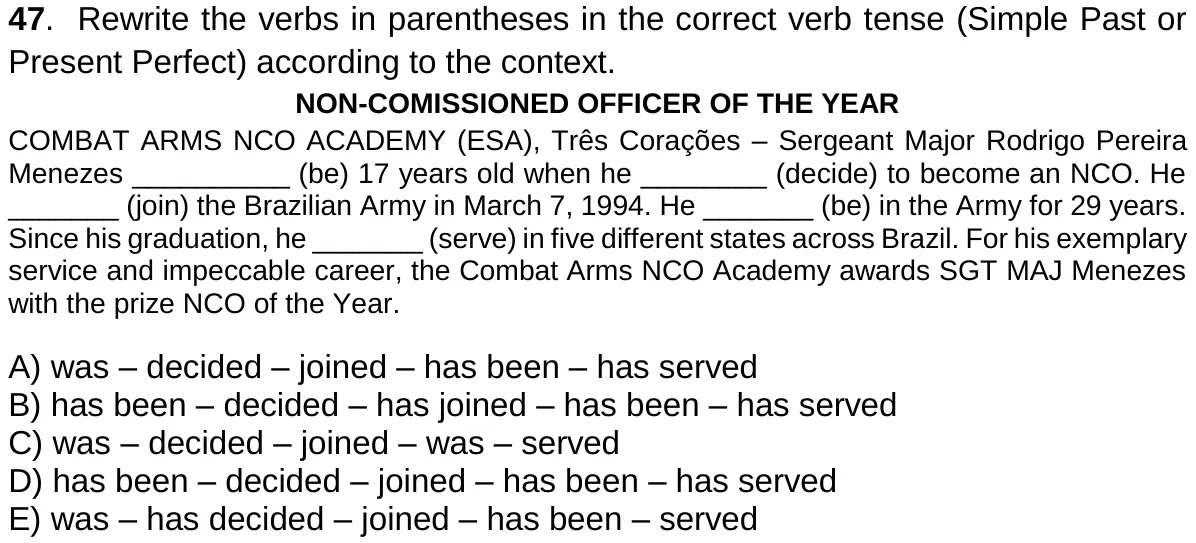 47. Rewrite the verbs in parentheses in the correct verb tense (Simple Past or
Present Perfect) according to the context.
NON-COMISSIONED OFFICER OF THE YEAR
COMBAT ARMS NCO ACADEMY (ESA), Três Corações – Sergeant Major Rodrigo Pereira
Menezes __________ (be) 17 years old when he ________ (decide) to become an NCO. He
_______ (join) the Brazilian Army in March 7, 1994. He _______ (be) in the Army for 29 years.
Since his graduation, he _______ (serve) in five different states across Brazil. For his exemplary
service and impeccable career, the Combat Arms NCO Academy awards SGT MAJ Menezes
with the prize NCO of the Year.
A) was – decided – joined – has been – has served
B) has been – decided – has joined – has been – has served
C) was – decided – joined – was – served
D) has been – decided – joined – has been – has served
E) was – has decided – joined – has been – served